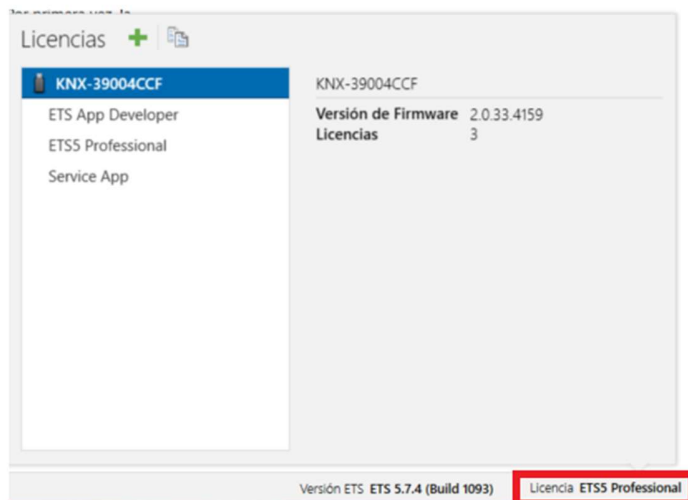 Licencias
KNX-39004CCF
ETS App Developer
ETS5 Professional
Service App
KNX-39004CCF
Versión de Firmware 2.0.33.4159
Licencias 3
Versión ETS ETS 5.7.4 (Build 1093)
Licencia ETS5 Professional